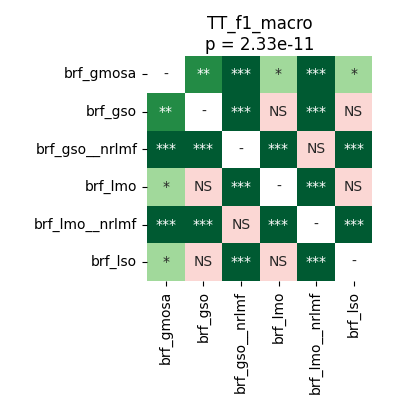 TT_f1_macro
p = 2.33e-11
brf_gmosa - ** *** * *** *
brf_gso ** - *** NS *** NS
brf_gso__nrlmf *** *** - *** NS ***
brf_lmo * NS *** - *** NS
brf_lmo__nrlmf *** *** NS *** - ***
brf_lso * NS *** NS *** -
brf_gmosa
brf_gso
brf_gso__nrlmf
brf_lmo
brf_lmo__nrlmf
brf_lso